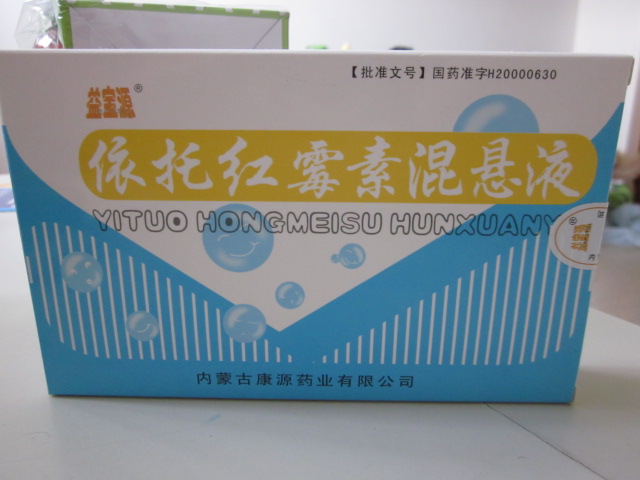 【批准文号】国药准字H20000630
益宝源®
依托红霉素混悬液
YITUO HONGMEISU HUNXUANY
内蒙古康源药业有限公司